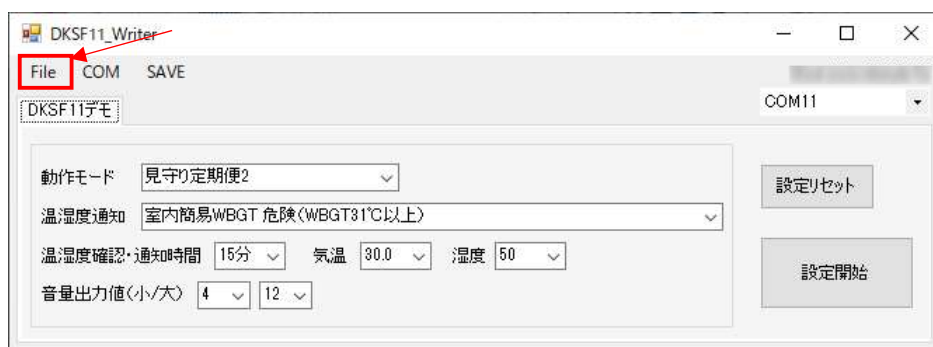 DKSF11_Writer
File COM SAVE
COM11
DKSF11デモ
動作モード 見守り定期便2
設定リセット
温湿度通知 室内簡易WBGT 危険(WBGT31℃以上)
温湿度確認・通知時間 15分 気温 30.0 湿度 50
設定開始
音量出力値(小/大) 4 12